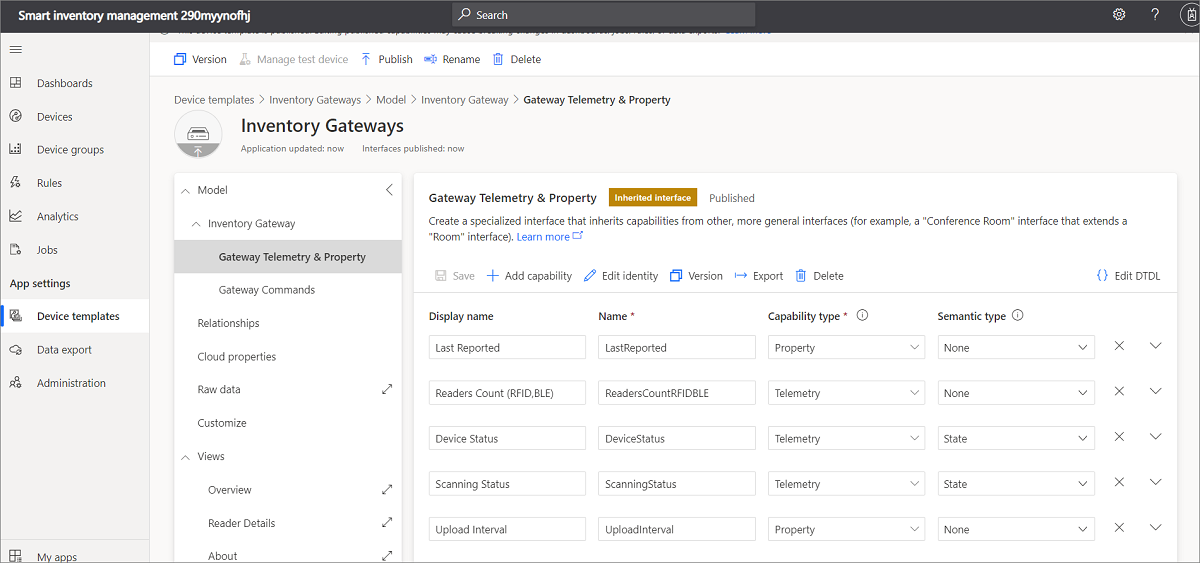 Smart inventory management 290myynofhj
Search
?
Version
Manage test device
Publish
Rename
Delete
Dashboards
Devices
Device groups
Rules
Analytics
Jobs
App settings
Device templates
Data export
Administration
My apps
Device templates > Inventory Gateways > Model > Inventory Gateway > Gateway Telemetry & Property
Inventory Gateways
Application updated: now Interfaces published: now
Model
Inventory Gateway
Gateway Telemetry & Property
Gateway Commands
Relationships
Cloud properties
Raw data
Customize
Views
Overview
Reader Details
About
Gateway Telemetry & Property Inherited interface Published
Create a specialized interface that inherits capabilities from other, more general interfaces (for example, a "Conference Room" interface that extends a
"Room" interface). Learn more
Save Add capability Edit identity Version Export Delete {} Edit DTDL
Display name Name * Capability type * Semantic type
Last Reported LastReported Property None
Readers Count (RFID,BLE) ReadersCountRFIDBLE Telemetry None
Device Status DeviceStatus Telemetry State
Scanning Status ScanningStatus Telemetry State
Upload Interval UploadInterval Property None